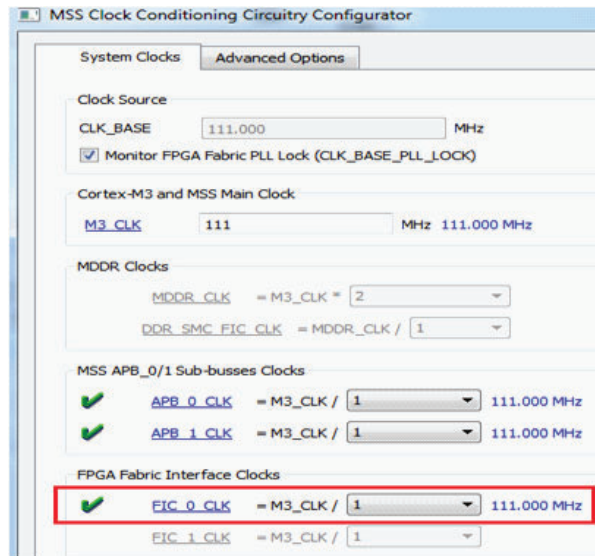 MSS Clock Conditioning Circuitry Configurator
System Clocks Advanced Options
Clock Source
CLK_BASE 111.000 MHz
Monitor FPGA Fabric PLL Lock (CLK_BASE_PLL_LOCK)
Cortex-M3 and MSS Main Clock
M3_CLK 111 MHz 111.000 MHz
MDDR Clocks
MDDR_CLK = M3_CLK * 2
DDR_SMC_FIC_CLK = MDDR_CLK / 1
MSS APB_0/1 Sub-busses Clocks
APB_0_CLK = M3_CLK / 1 111.000 MHz
APB_1_CLK = M3_CLK / 1 111.000 MHz
FPGA Fabric Interface Clocks
FIC_0_CLK = M3_CLK / 1 111.000 MHz
FIC_1_CLK = M3_CLK / 1